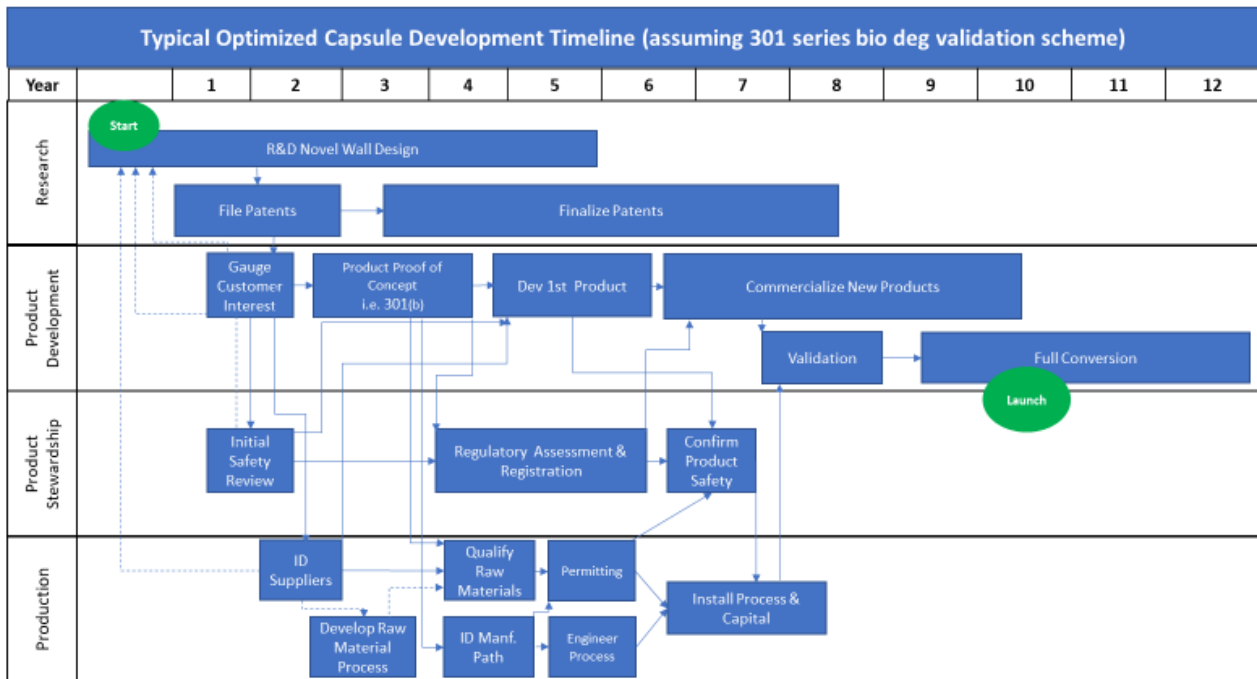 Typical Optimized Capsule Development Timeline (assuming 301 series bio deg validation scheme)
Year 1 2 3 4 5 6 7 8 9 10 11 12
Research
Start
R&D Novel Wall Design
File Patents
Finalize Patents
Product
Development
Gauge
Customer
Interest
Product Proof of
Concept
i.e. 301(b)
Dev 1st Product
Commercialize New Products
Validation
Full Conversion
Launch
Product
Stewardship
Initial
Safety
Review
Regulatory Assessment &
Registration
Confirm
Product
Safety
Production
ID
Suppliers
Qualify
Raw
Materials
Permitting
Install Process &
Capital
Develop Raw
Material
Process
ID Manf.
Path
Engineer
Process